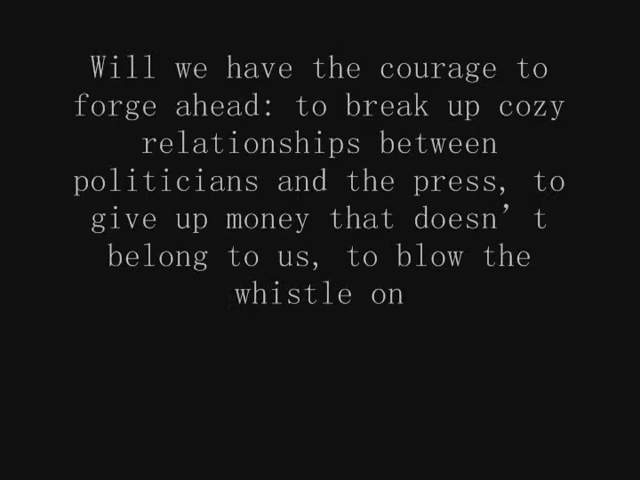 Will we have the courage to
forge ahead: to break up cozy
relationships between
politicians and the press, to
give up money that doesn’t
belong to us, to blow the
whistle on